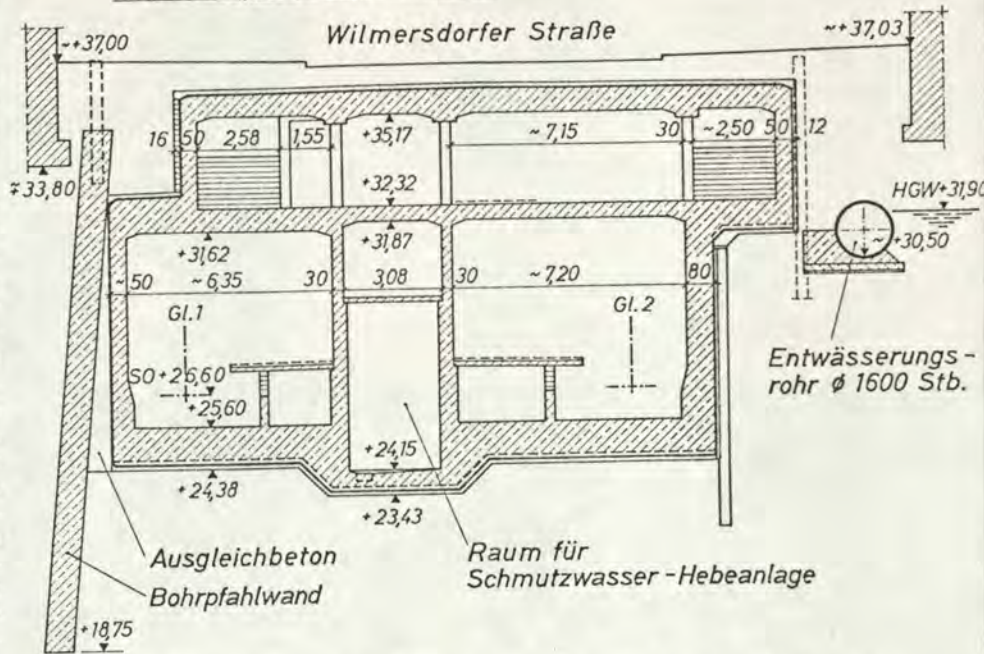 Wilmersdorfer Straße
~+37,00
~+37,03
16 50 2,58 1,55 +35,17 ~7,15 30 ~2,50 50 12
33,80
+32,32
HGW+31,90
+31,87
+31,62
~+30,50
~50 ~6,35 30 3,08 30 ~7,20 80
Gl.1
Gl.2
SO+26,60
+25,60
Entwässerungs-
rohr ⌀ 1600 Stb.
+24,15
+24,38
+23,43
Ausgleichbeton
Bohrpfahlwand
Raum für
Schmutzwasser-Hebeanlage
+18,75